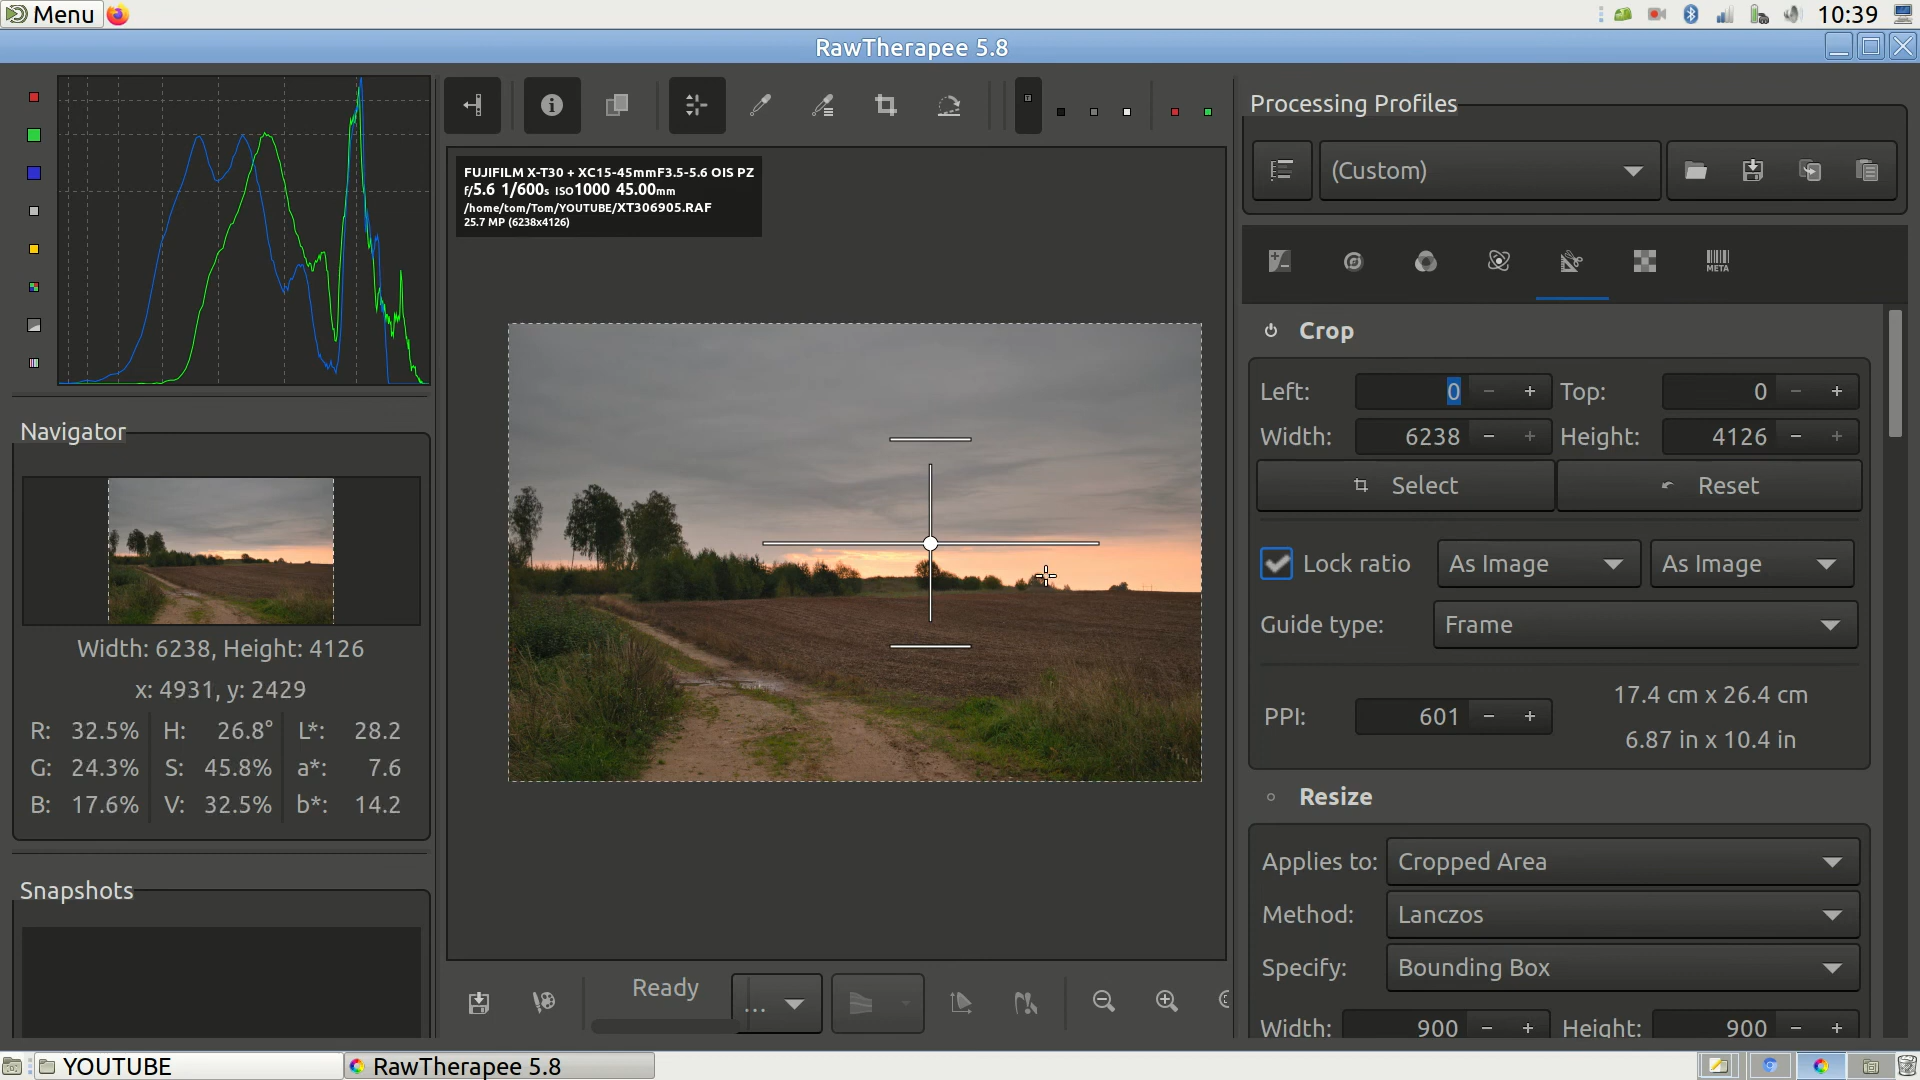 Menu
10:39
RawTherapee 5.8
FUJIFILM X-T30 + XC15-45mmF3.5-5.6 OIS PZ
f/5.6 1/600s ISO1000 45.00mm
/home/tom/Tom/YOUTUBE/XT306905.RAF
25.7 MP (6238x4126)
Navigator
Width: 6238, Height: 4126
x: 4931, y: 2429
R: 32.5% H: 26.8° L*: 28.2
G: 24.3% S: 45.8% a*: 7.6
B: 17.6% V: 32.5% b*: 14.2
Snapshots
Ready
...
Processing Profiles
(Custom)
META
Crop
Left: 0 - + Top: 0 - +
Width: 6238 - + Height: 4126 - +
Select Reset
Lock ratio As Image As Image
Guide type: Frame
PPI: 601 - + 17.4 cm x 26.4 cm
6.87 in x 10.4 in
Resize
Applies to: Cropped Area
Method: Lanczos
Specify: Bounding Box
Width: 900 - + Height: 900 - +
YOUTUBE
RawTherapee 5.8